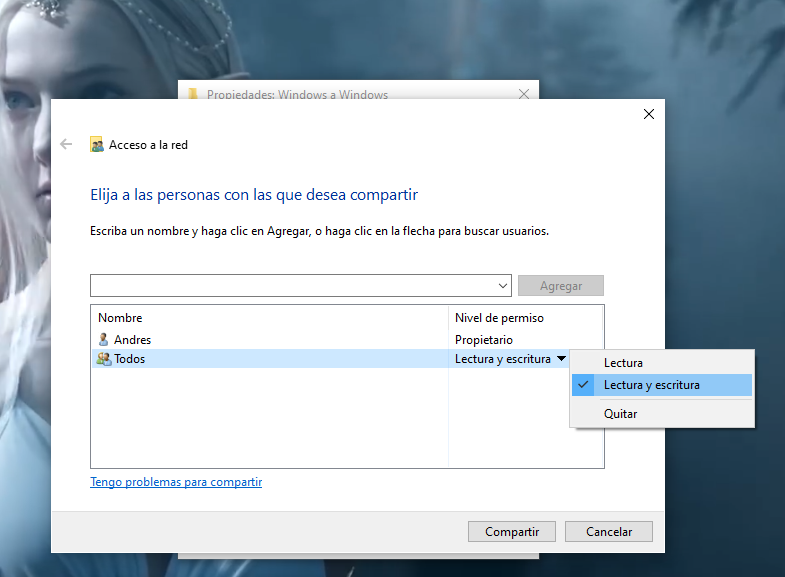 Propiedades: Windows a Windows
Acceso a la red
Elija a las personas con las que desea compartir
Escriba un nombre y haga clic en Agregar, o haga clic en la flecha para buscar usuarios.
Agregar
Nombre Nivel de permiso
Andres Propietario
Todos Lectura y escritura
Lectura
Lectura y escritura
Quitar
Tengo problemas para compartir
Compartir Cancelar